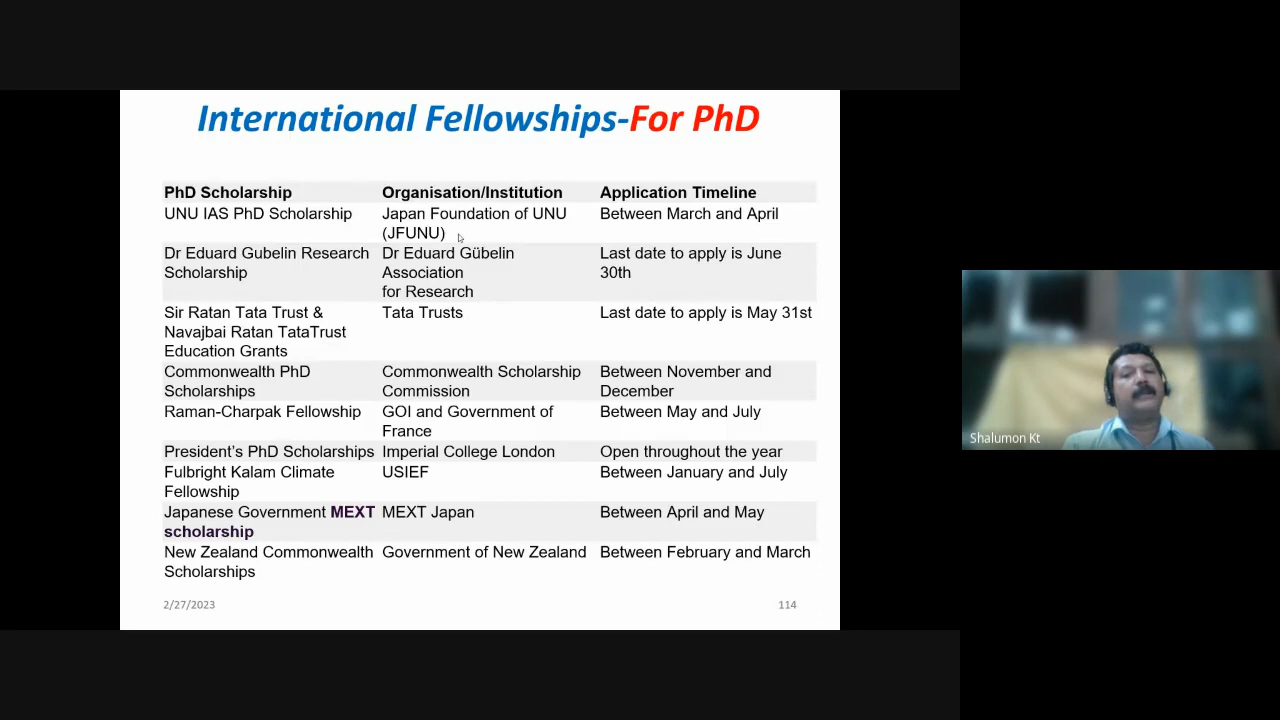 International Fellowships-For PhD
PhD Scholarship Organisation/Institution Application Timeline
UNU IAS PhD Scholarship Japan Foundation of UNU Between March and April
(JFUNU)
Dr Eduard Gubelin Research Dr Eduard Gübelin Last date to apply is June
Scholarship Association 30th
for Research
Sir Ratan Tata Trust & Tata Trusts Last date to apply is May 31st
Navajbai Ratan TataTrust
Education Grants
Commonwealth PhD Commonwealth Scholarship Between November and
Scholarships Commission December
Raman-Charpak Fellowship GOI and Government of Between May and July
France
President’s PhD Scholarships Imperial College London Open throughout the year
Fulbright Kalam Climate USIEF Between January and July
Fellowship
Japanese Government MEXT MEXT Japan Between April and May
scholarship
New Zealand Commonwealth Government of New Zealand Between February and March
Scholarships
2/27/2023 114
Shalumon Kt